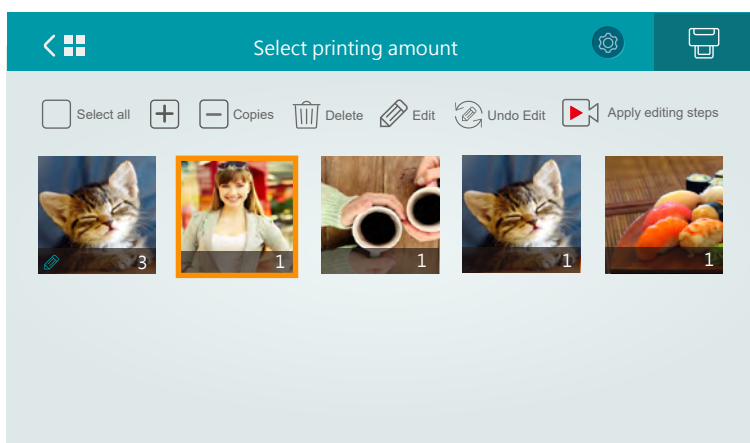 Select printing amount
Select all Copies Delete Edit Undo Edit Apply editing steps
3 1 1 1 1